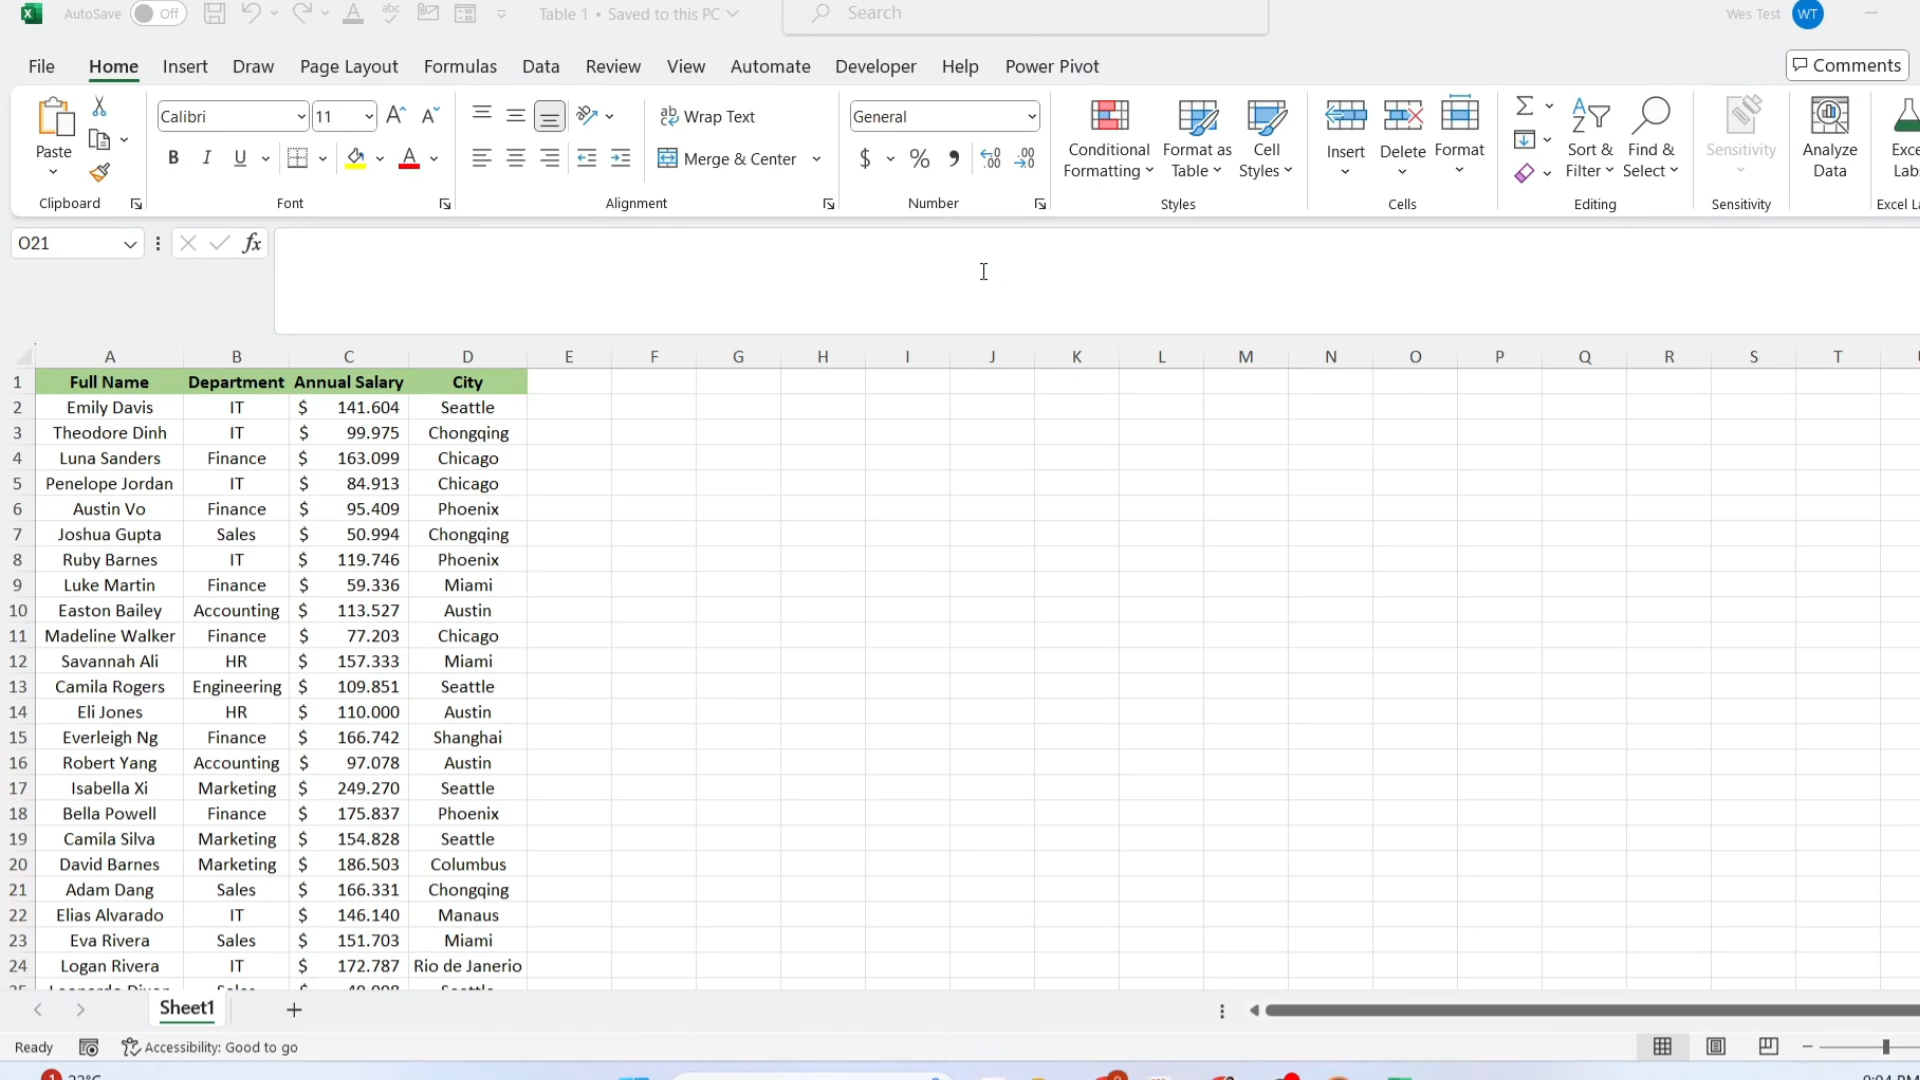 AutoSave Off Table 1 • Saved to this PC Search Wes Test WT
File Home Insert Draw Page Layout Formulas Data Review View Automate Developer Help Power Pivot Comments
Paste Calibri 11 Wrap Text General Conditional Formatting Format as Table Cell Styles Insert Delete Format Sort & Filter Find & Select Sensitivity Analyze Data
B I U A Merge & Center $ % 9
Clipboard Font Alignment Number Styles Cells Editing Sensitivity
O21 fx
A B C D E F G H I J K L M N O P Q R S T
1 Full Name Department Annual Salary City
2 Emily Davis IT $ 141.604 Seattle
3 Theodore Dinh IT $ 99.975 Chongqing
4 Luna Sanders Finance $ 163.099 Chicago
5 Penelope Jordan IT $ 84.913 Chicago
6 Austin Vo Finance $ 95.409 Phoenix
7 Joshua Gupta Sales $ 50.994 Chongqing
8 Ruby Barnes IT $ 119.746 Phoenix
9 Luke Martin Finance $ 59.336 Miami
10 Easton Bailey Accounting $ 113.527 Austin
11 Madeline Walker Finance $ 77.203 Chicago
12 Savannah Ali HR $ 157.333 Miami
13 Camila Rogers Engineering $ 109.851 Seattle
14 Eli Jones HR $ 110.000 Austin
15 Everleigh Ng Finance $ 166.742 Shanghai
16 Robert Yang Accounting $ 97.078 Austin
17 Isabella Xi Marketing $ 249.270 Seattle
18 Bella Powell Finance $ 175.837 Phoenix
19 Camila Silva Marketing $ 154.828 Seattle
20 David Barnes Marketing $ 186.503 Columbus
21 Adam Dang Sales $ 166.331 Chongqing
22 Elias Alvarado IT $ 146.140 Manaus
23 Eva Rivera Sales $ 151.703 Miami
24 Logan Rivera IT $ 172.787 Rio de Janerio
Sheet1
Ready Accessibility: Good to go